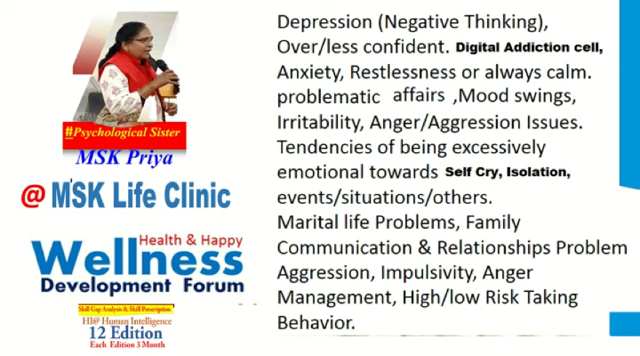 #Psychological Sister
MSK Priya
@ MSK Life Clinic
Health & Happy
Wellness
Development Forum
Skill Gap Analysis & Skill Prescription
HI@ Human Intelligence
12 Edition
Each Edition 3 Month
Depression (Negative Thinking),
Over/less confident. Digital Addiction cell,
Anxiety, Restlessness or always calm.
problematic affairs ,Mood swings,
Irritability, Anger/Aggression Issues.
Tendencies of being excessively
emotional towards Self Cry, Isolation,
events/situations/others.
Marital life Problems, Family
Communication & Relationships Problem
Aggression, Impulsivity, Anger
Management, High/low Risk Taking
Behavior.